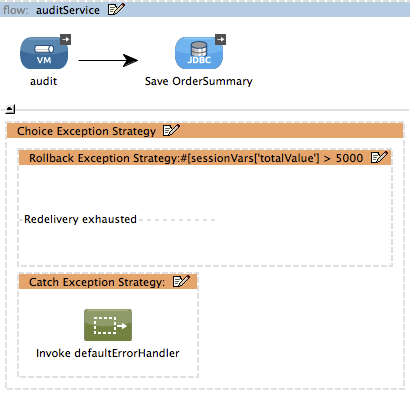 flow: auditService
VM
JDBC
audit
Save OrderSummary
Choice Exception Strategy
Rollback Exception Strategy:#[sessionVars['totalValue'] > 5000
Redelivery exhausted
Catch Exception Strategy:
Invoke defaultErrorHandler